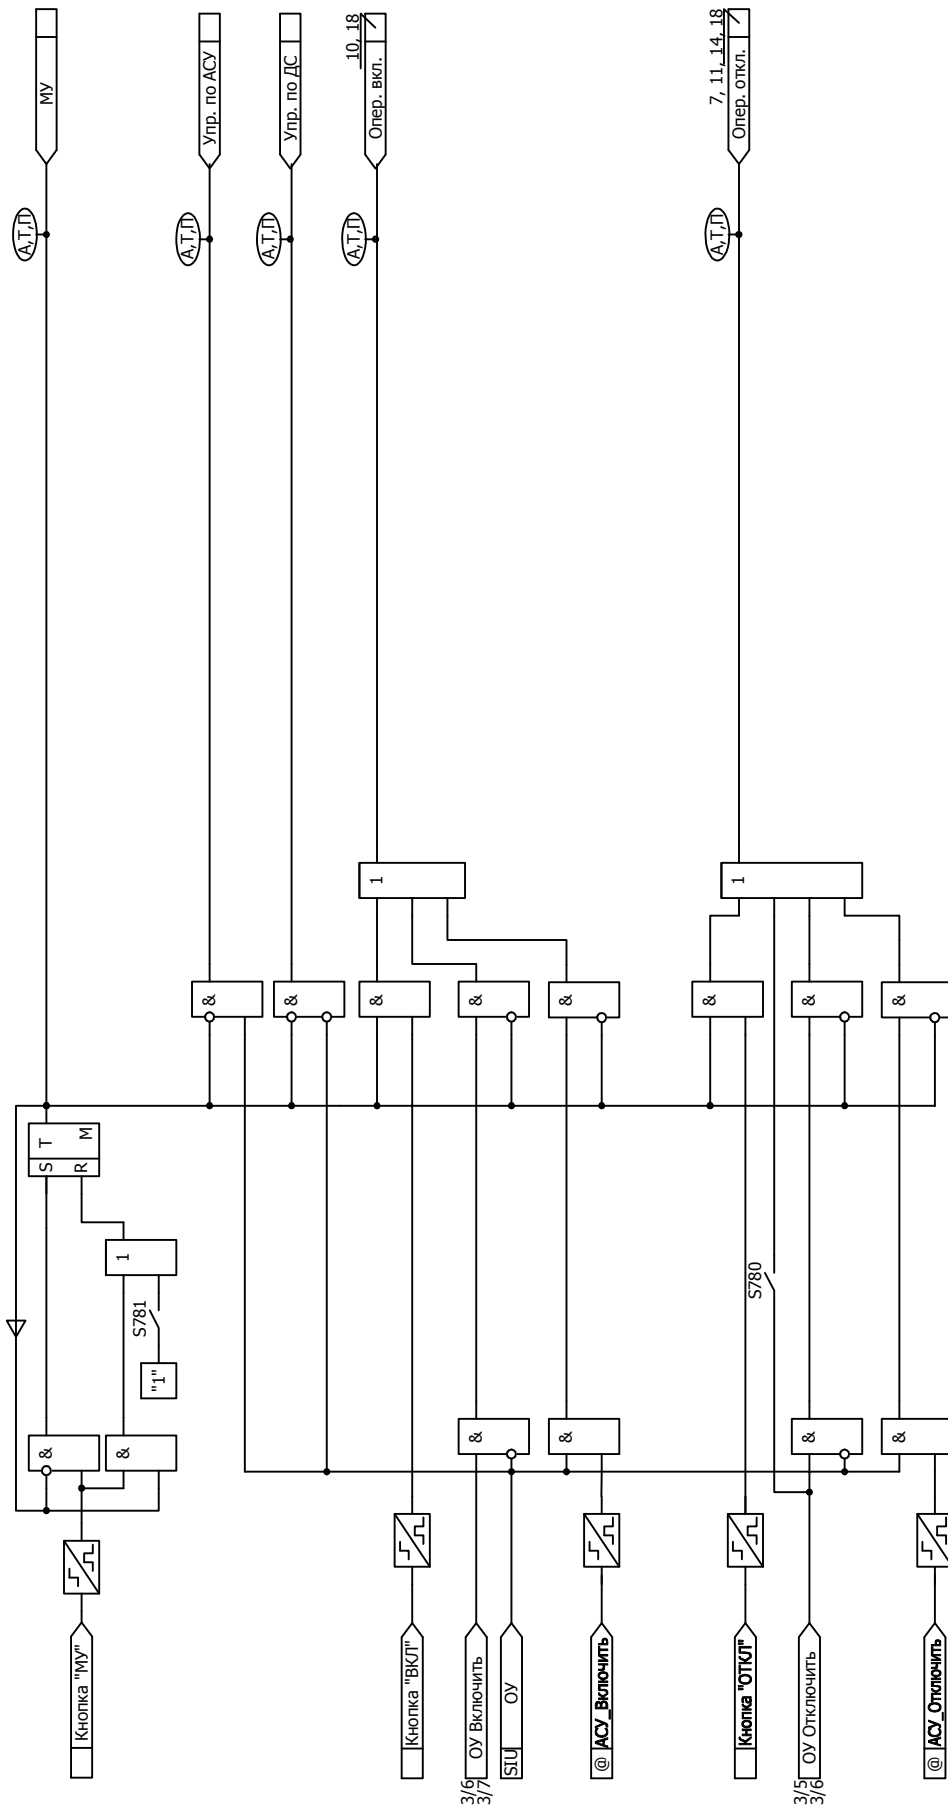 МУ
Упр. по АСУ
Упр. по ДС
10, 18
Опер. вкл.
7, 11, 14, 18
Опер. откл.
А,Т,П
А,Т,П
А,Т,П
А,Т,П
А,Т,П
1
1
&
&
&
&
&
&
&
T
M
S
R
1
S781
"1"
S780
&
&
&
&
&
&
Кнопка "МУ"
Кнопка "ВКЛ"
ОУ Включить
3/6
3/7
SIU
ОУ
@
АСУ_Включить
Кнопка "ОТКЛ"
ОУ Отключить
3/5
3/6
@
АСУ_Отключить